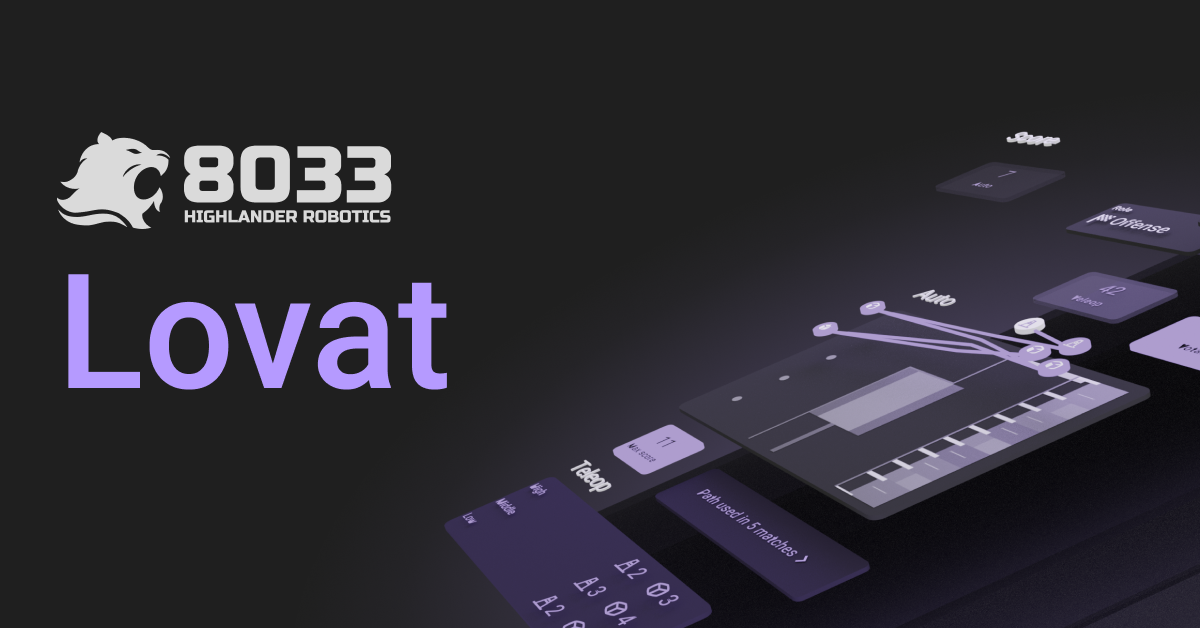 8033
HIGHLANDER ROBOTICS
Lovat
Score
7
Auto
Role
Offense
42
Teleop
Auto
11
Max score
Teleop
High
Middle
Low
Path used in 5 matches
2 3
3 4
2